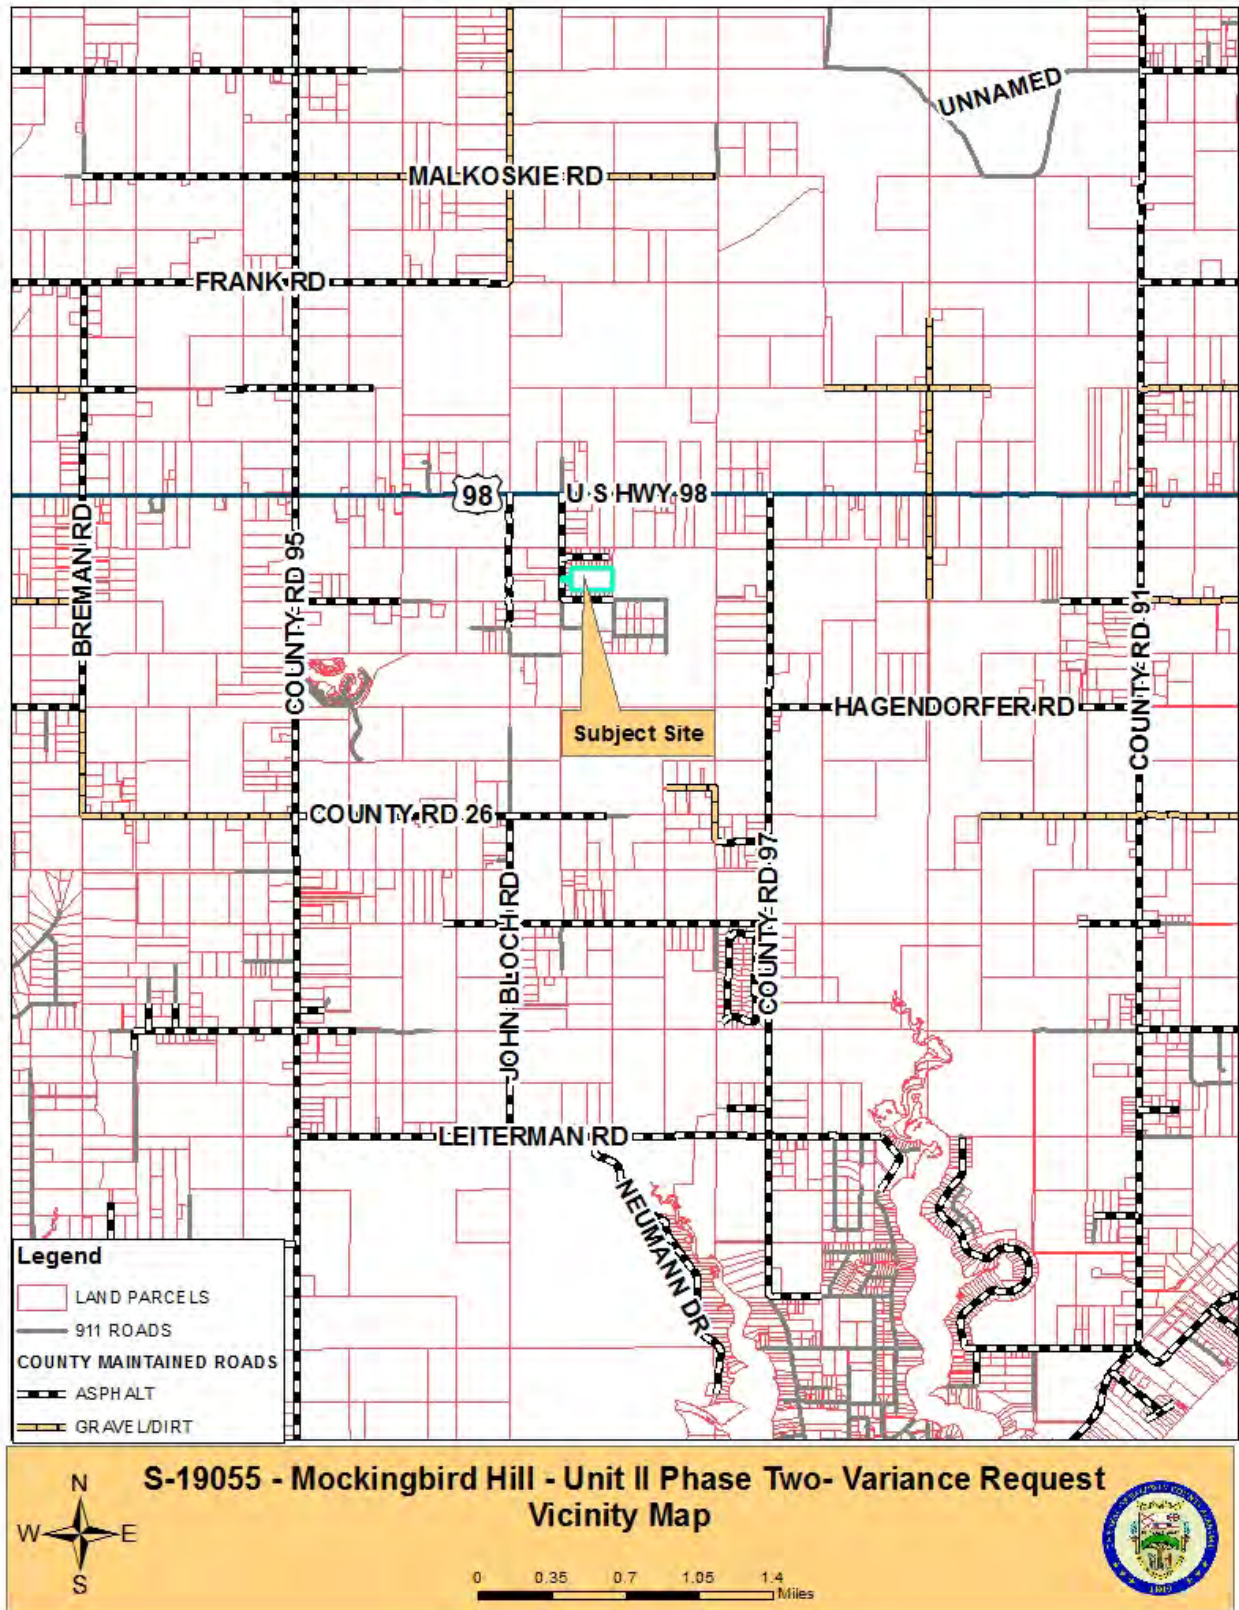 UNNAMED
MALKOSKIE RD
FRANK RD
98
U S HWY 98
BREMAN RD
COUNTY RD 95
COUNTY RD 91
HAGENDORFER RD
Subject Site
COUNTY RD 26
COUNTY RD 97
JOHN BLOCH RD
LEITERMAN RD
NEUMANN DR
Legend
LAND PARCELS
911 ROADS
COUNTY MAINTAINED ROADS
ASPHALT
GRAVEL/DIRT
S-19055 - Mockingbird Hill - Unit II Phase Two- Variance Request
Vicinity Map
N
W E
S
0 0.35 0.7 1.05 1.4
Miles